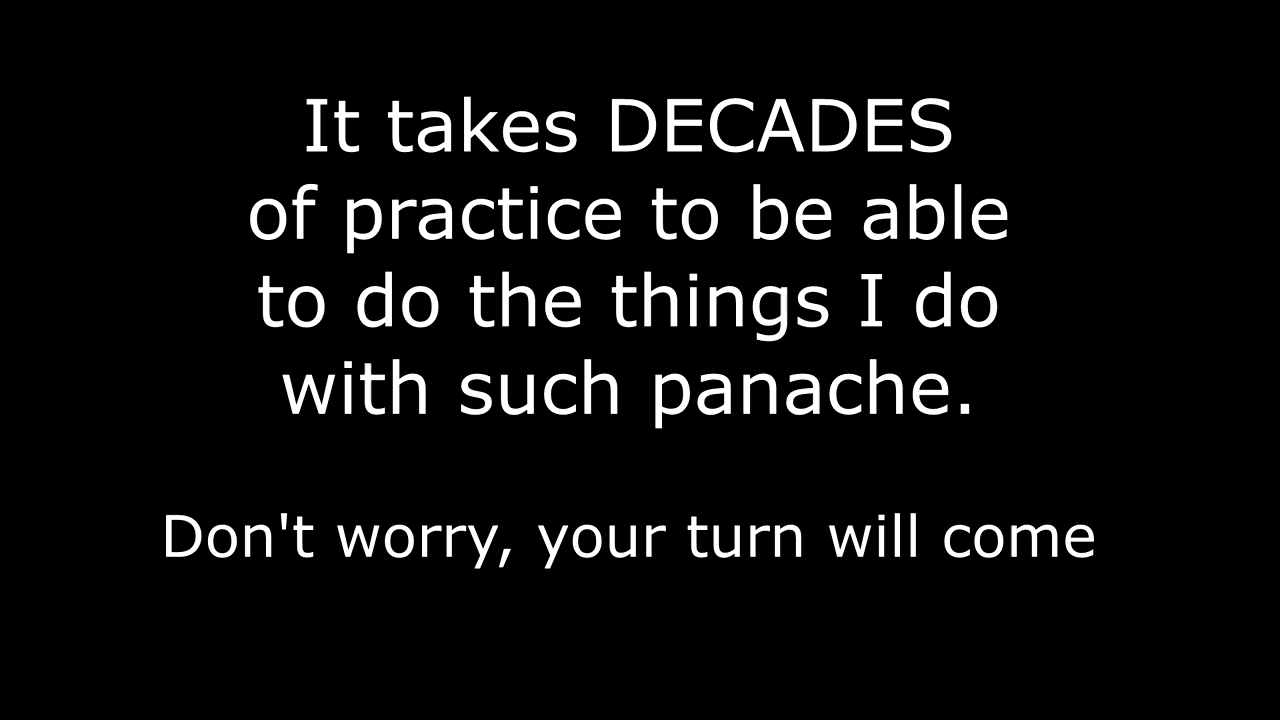 It takes DECADES
of practice to be able
to do the things I do
with such panache.
Don't worry, your turn will come